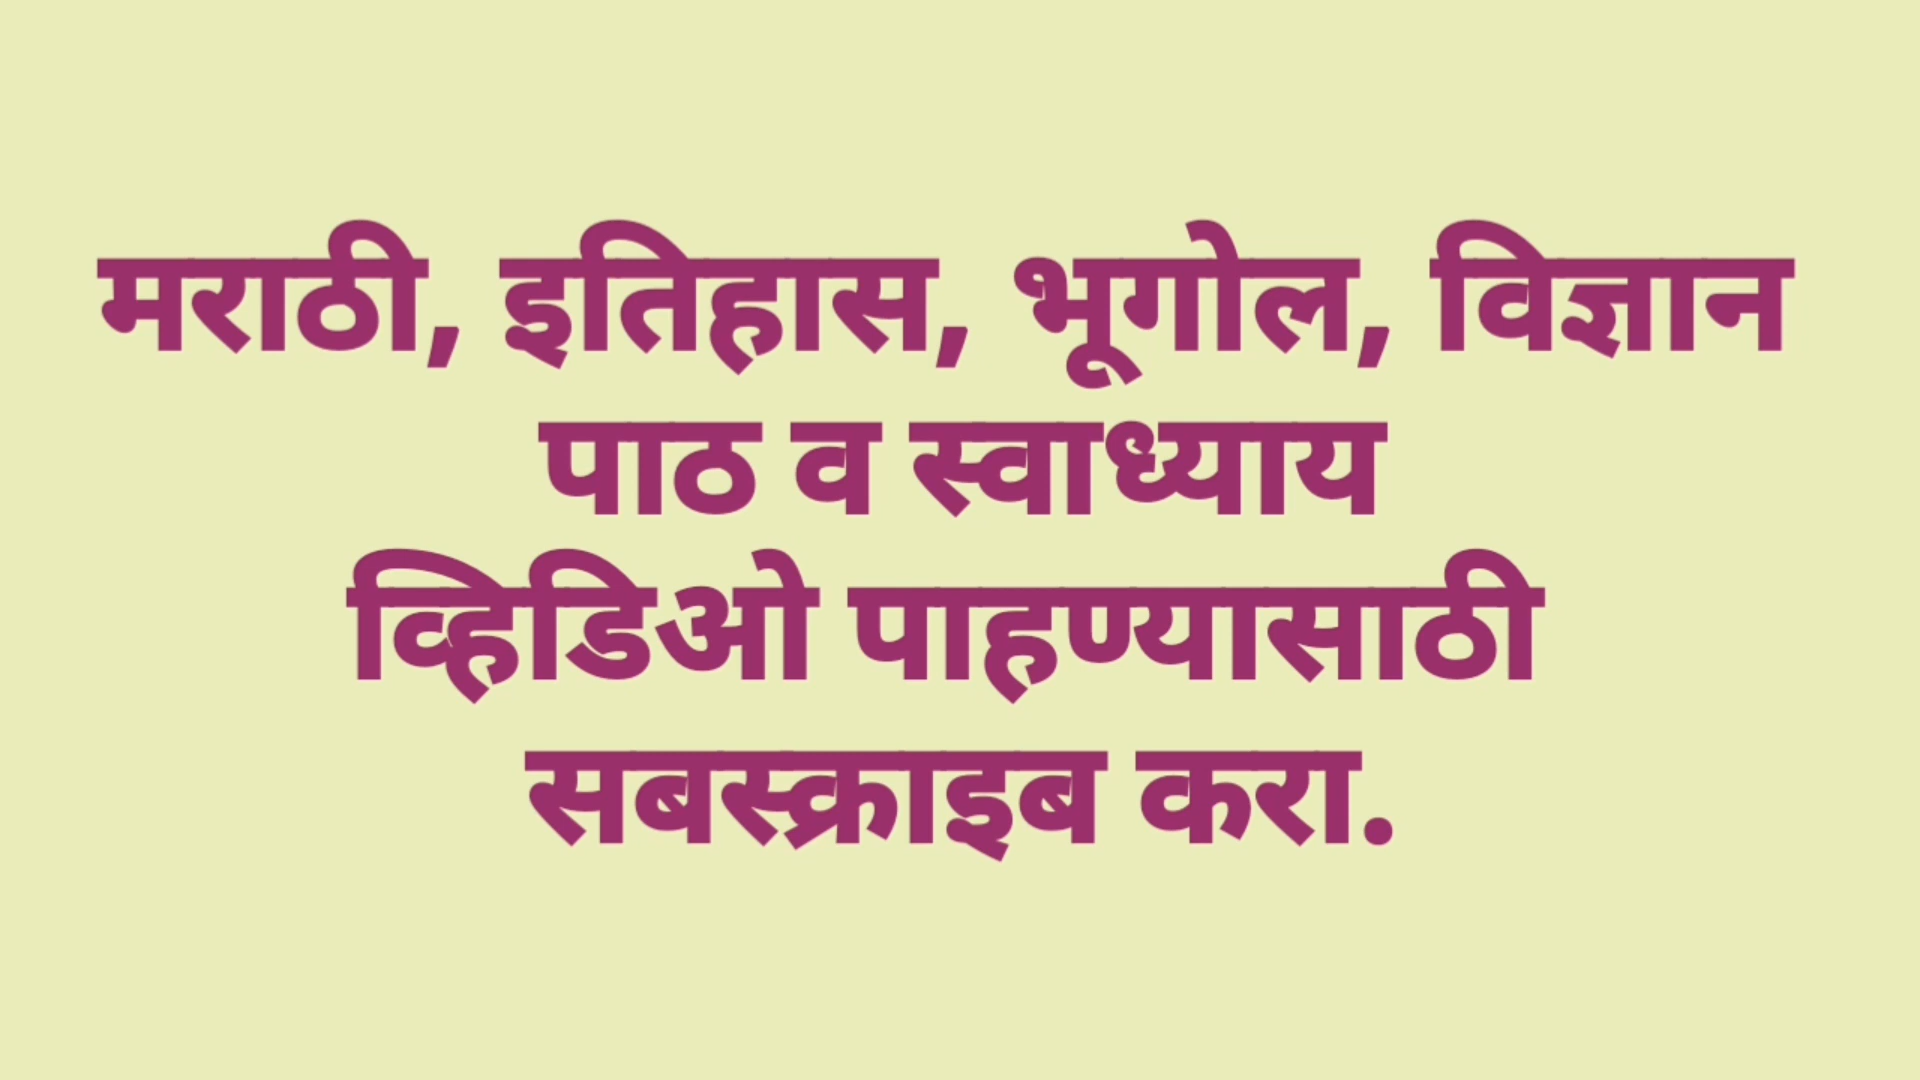 मराठी, इतिहास, भूगोल, विज्ञान
पाठ व स्वाध्याय
व्हिडिओ पाहण्यासाठी
सबस्क्राइब करा.